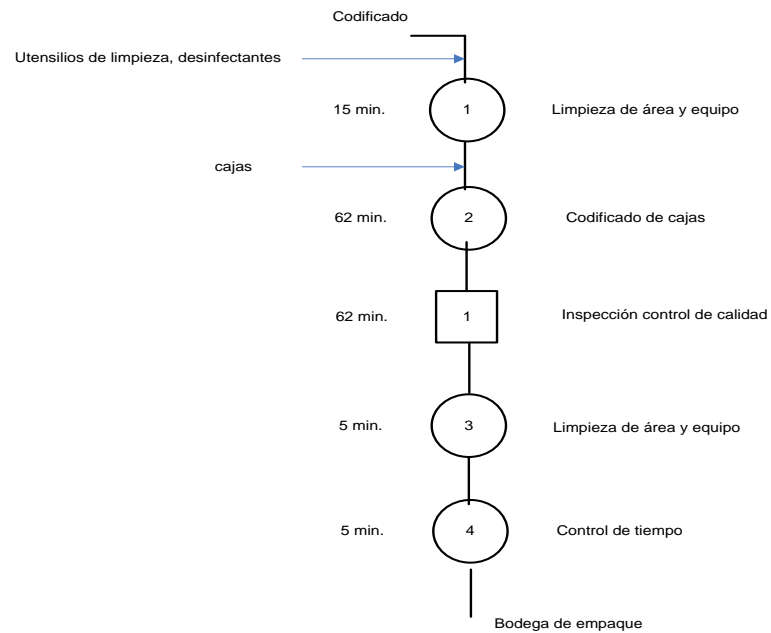 Codificado
Utensilios de limpieza, desinfectantes
15 min.
1
Limpieza de área y equipo
cajas
62 min.
2
Codificado de cajas
62 min.
1
Inspección control de calidad
5 min.
3
Limpieza de área y equipo
5 min.
4
Control de tiempo
Bodega de empaque